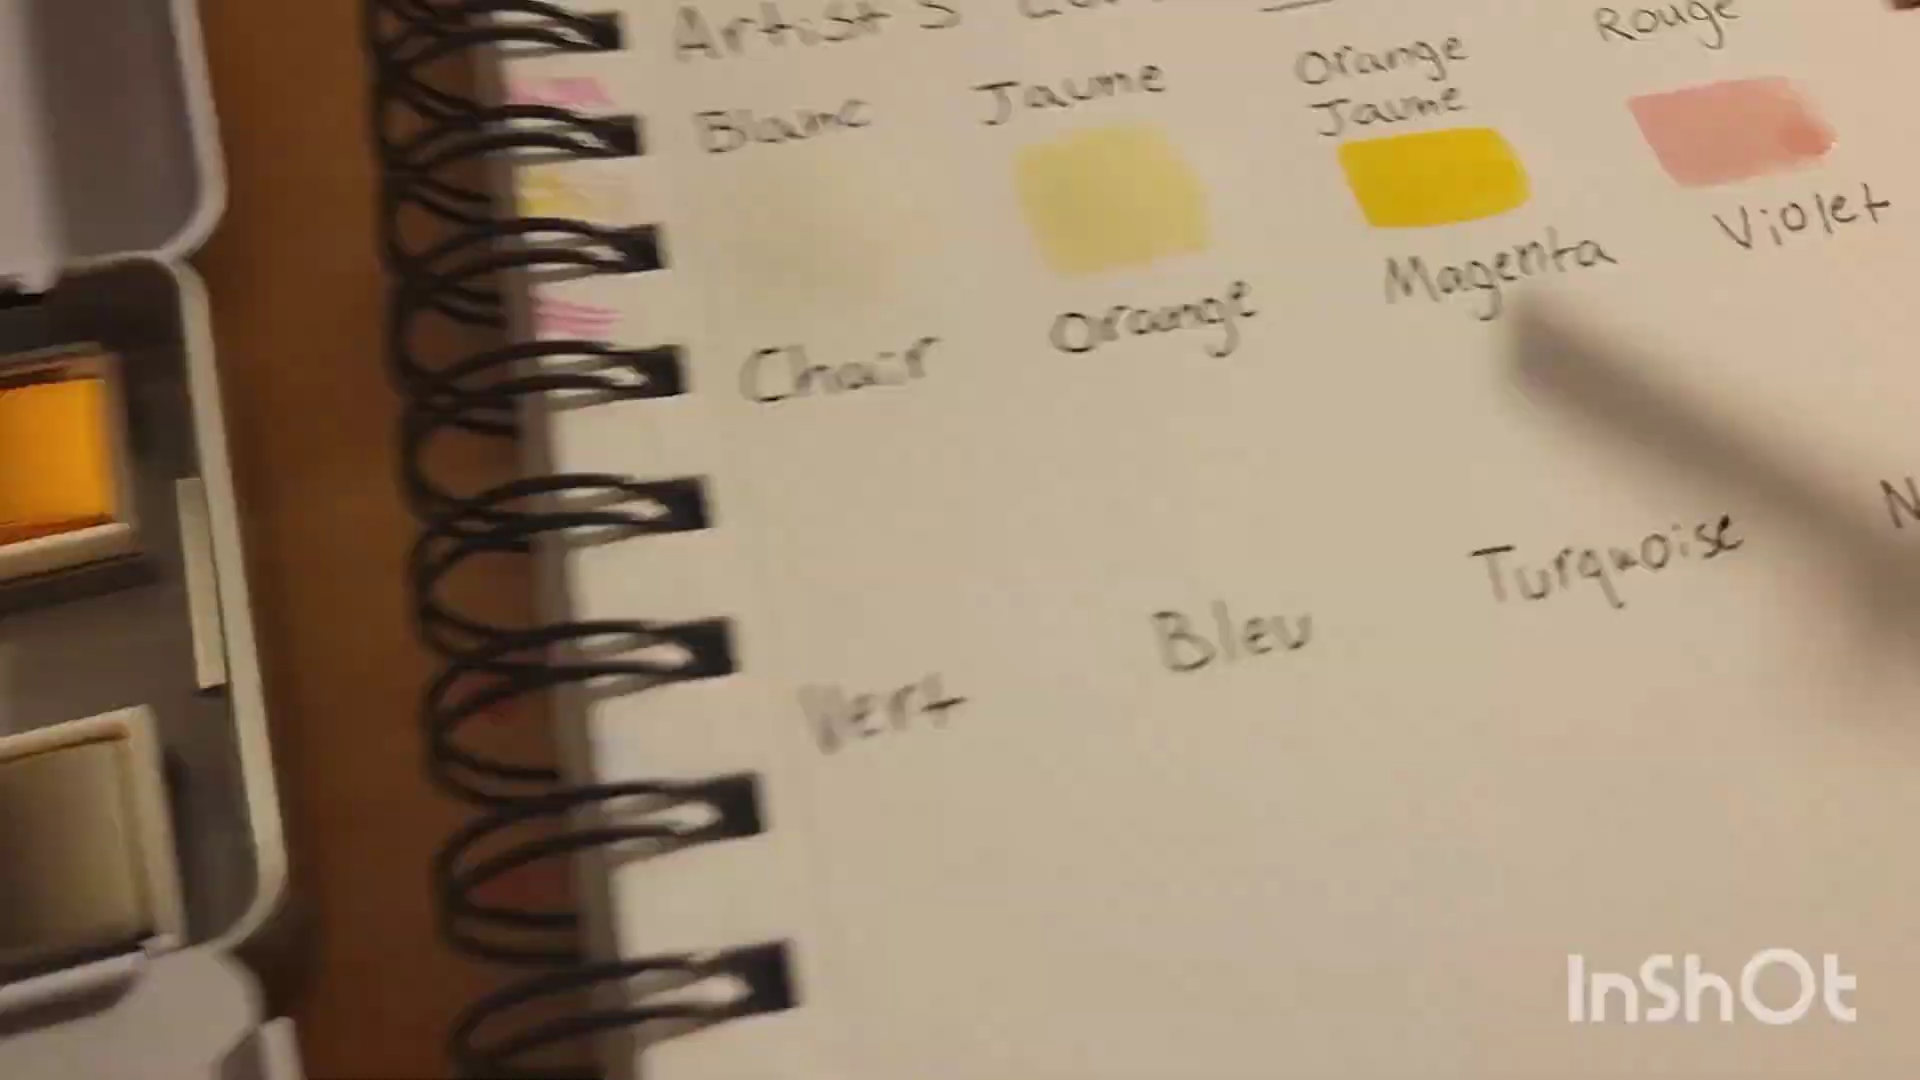 Artist's
Blanc Jaune Orange Jaune Rouge
Chair Orange Magenta Violet
Vert Bleu Turquoise N
InShOt